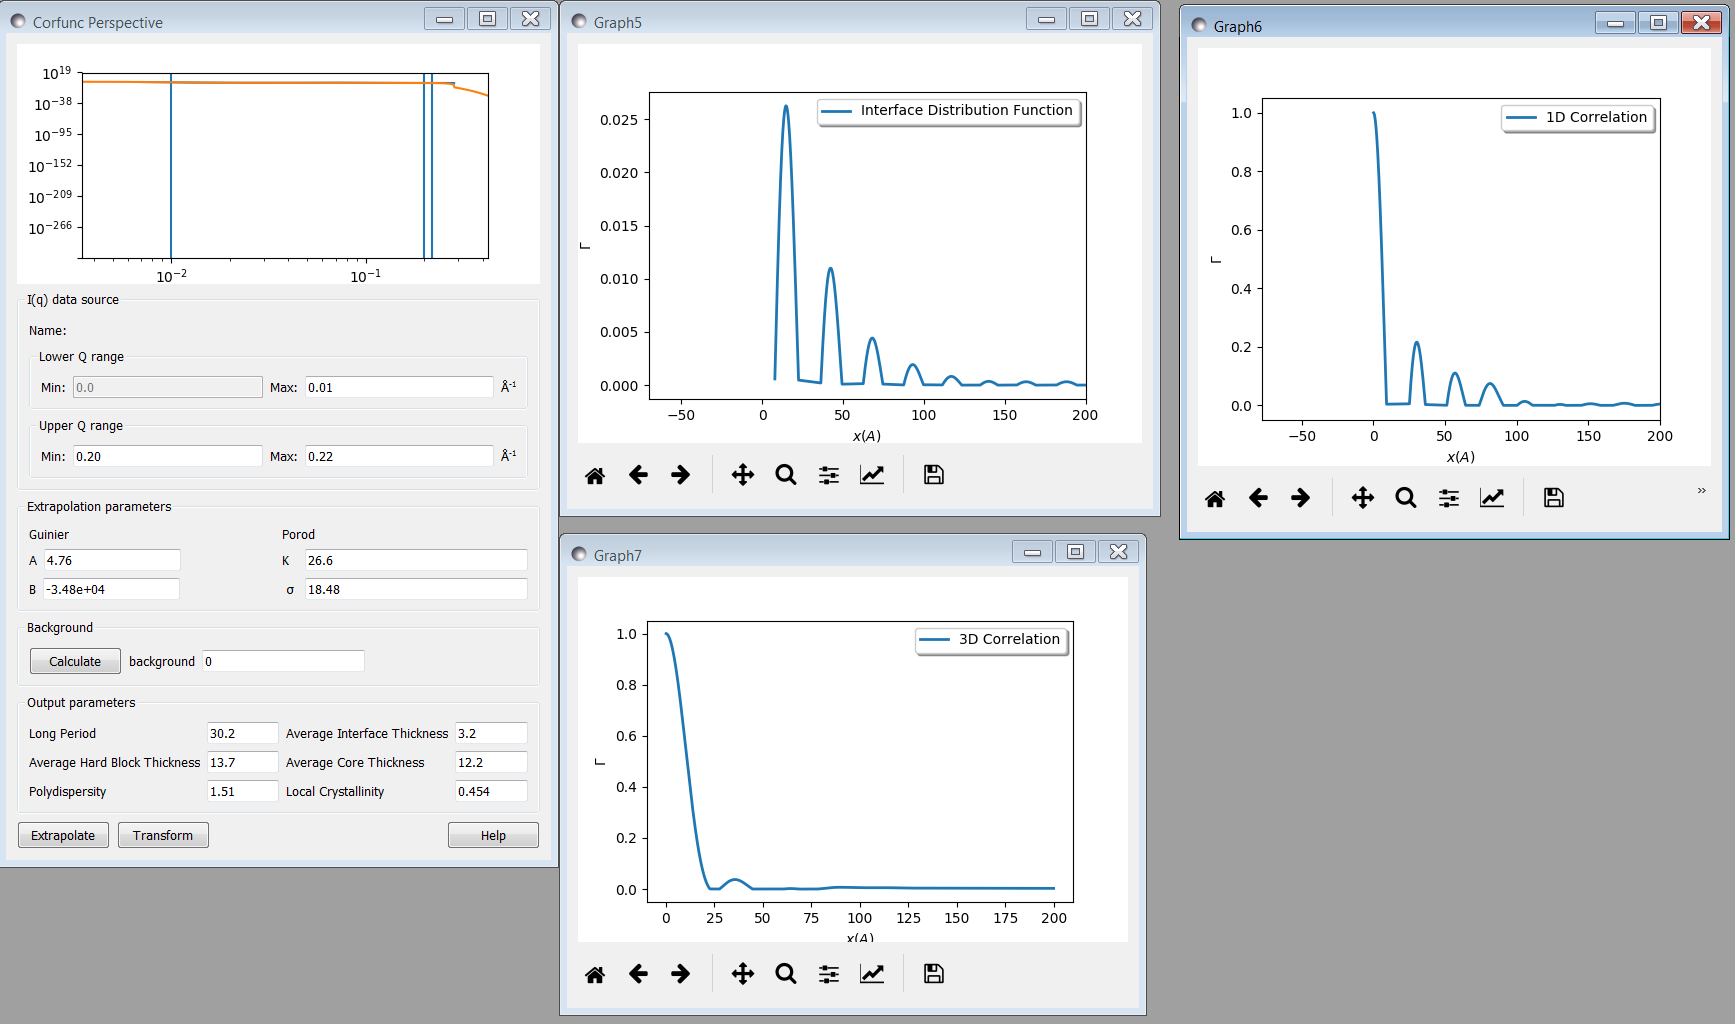 Corfunc Perspective
10^19
10^-38
10^-95
10^-152
10^-209
10^-266
10^-2 10^-1
I(q) data source
Name:
Lower Q range
Min: 0.0 Max: 0.01 Å-1
Upper Q range
Min: 0.20 Max: 0.22 Å-1
Extrapolation parameters
Guinier Porod
A 4.76 K 26.6
B -3.48e+04 σ 18.48
Background
Calculate background 0
Output parameters
Long Period 30.2 Average Interface Thickness 3.2
Average Hard Block Thickness 13.7 Average Core Thickness 12.2
Polydispersity 1.51 Local Crystallinity 0.454
Extrapolate Transform Help
Graph5
Interface Distribution Function
0.025
0.020
0.015
Γ
0.010
0.005
0.000
−50 0 50 100 150 200
x(A)
Graph6
1D Correlation
1.0
0.8
0.6
Γ
0.4
0.2
0.0
−50 0 50 100 150 200
x(A)
»
Graph7
3D Correlation
1.0
0.8
0.6
Γ
0.4
0.2
0.0
0 25 50 75 100 125 150 175 200
x(A)